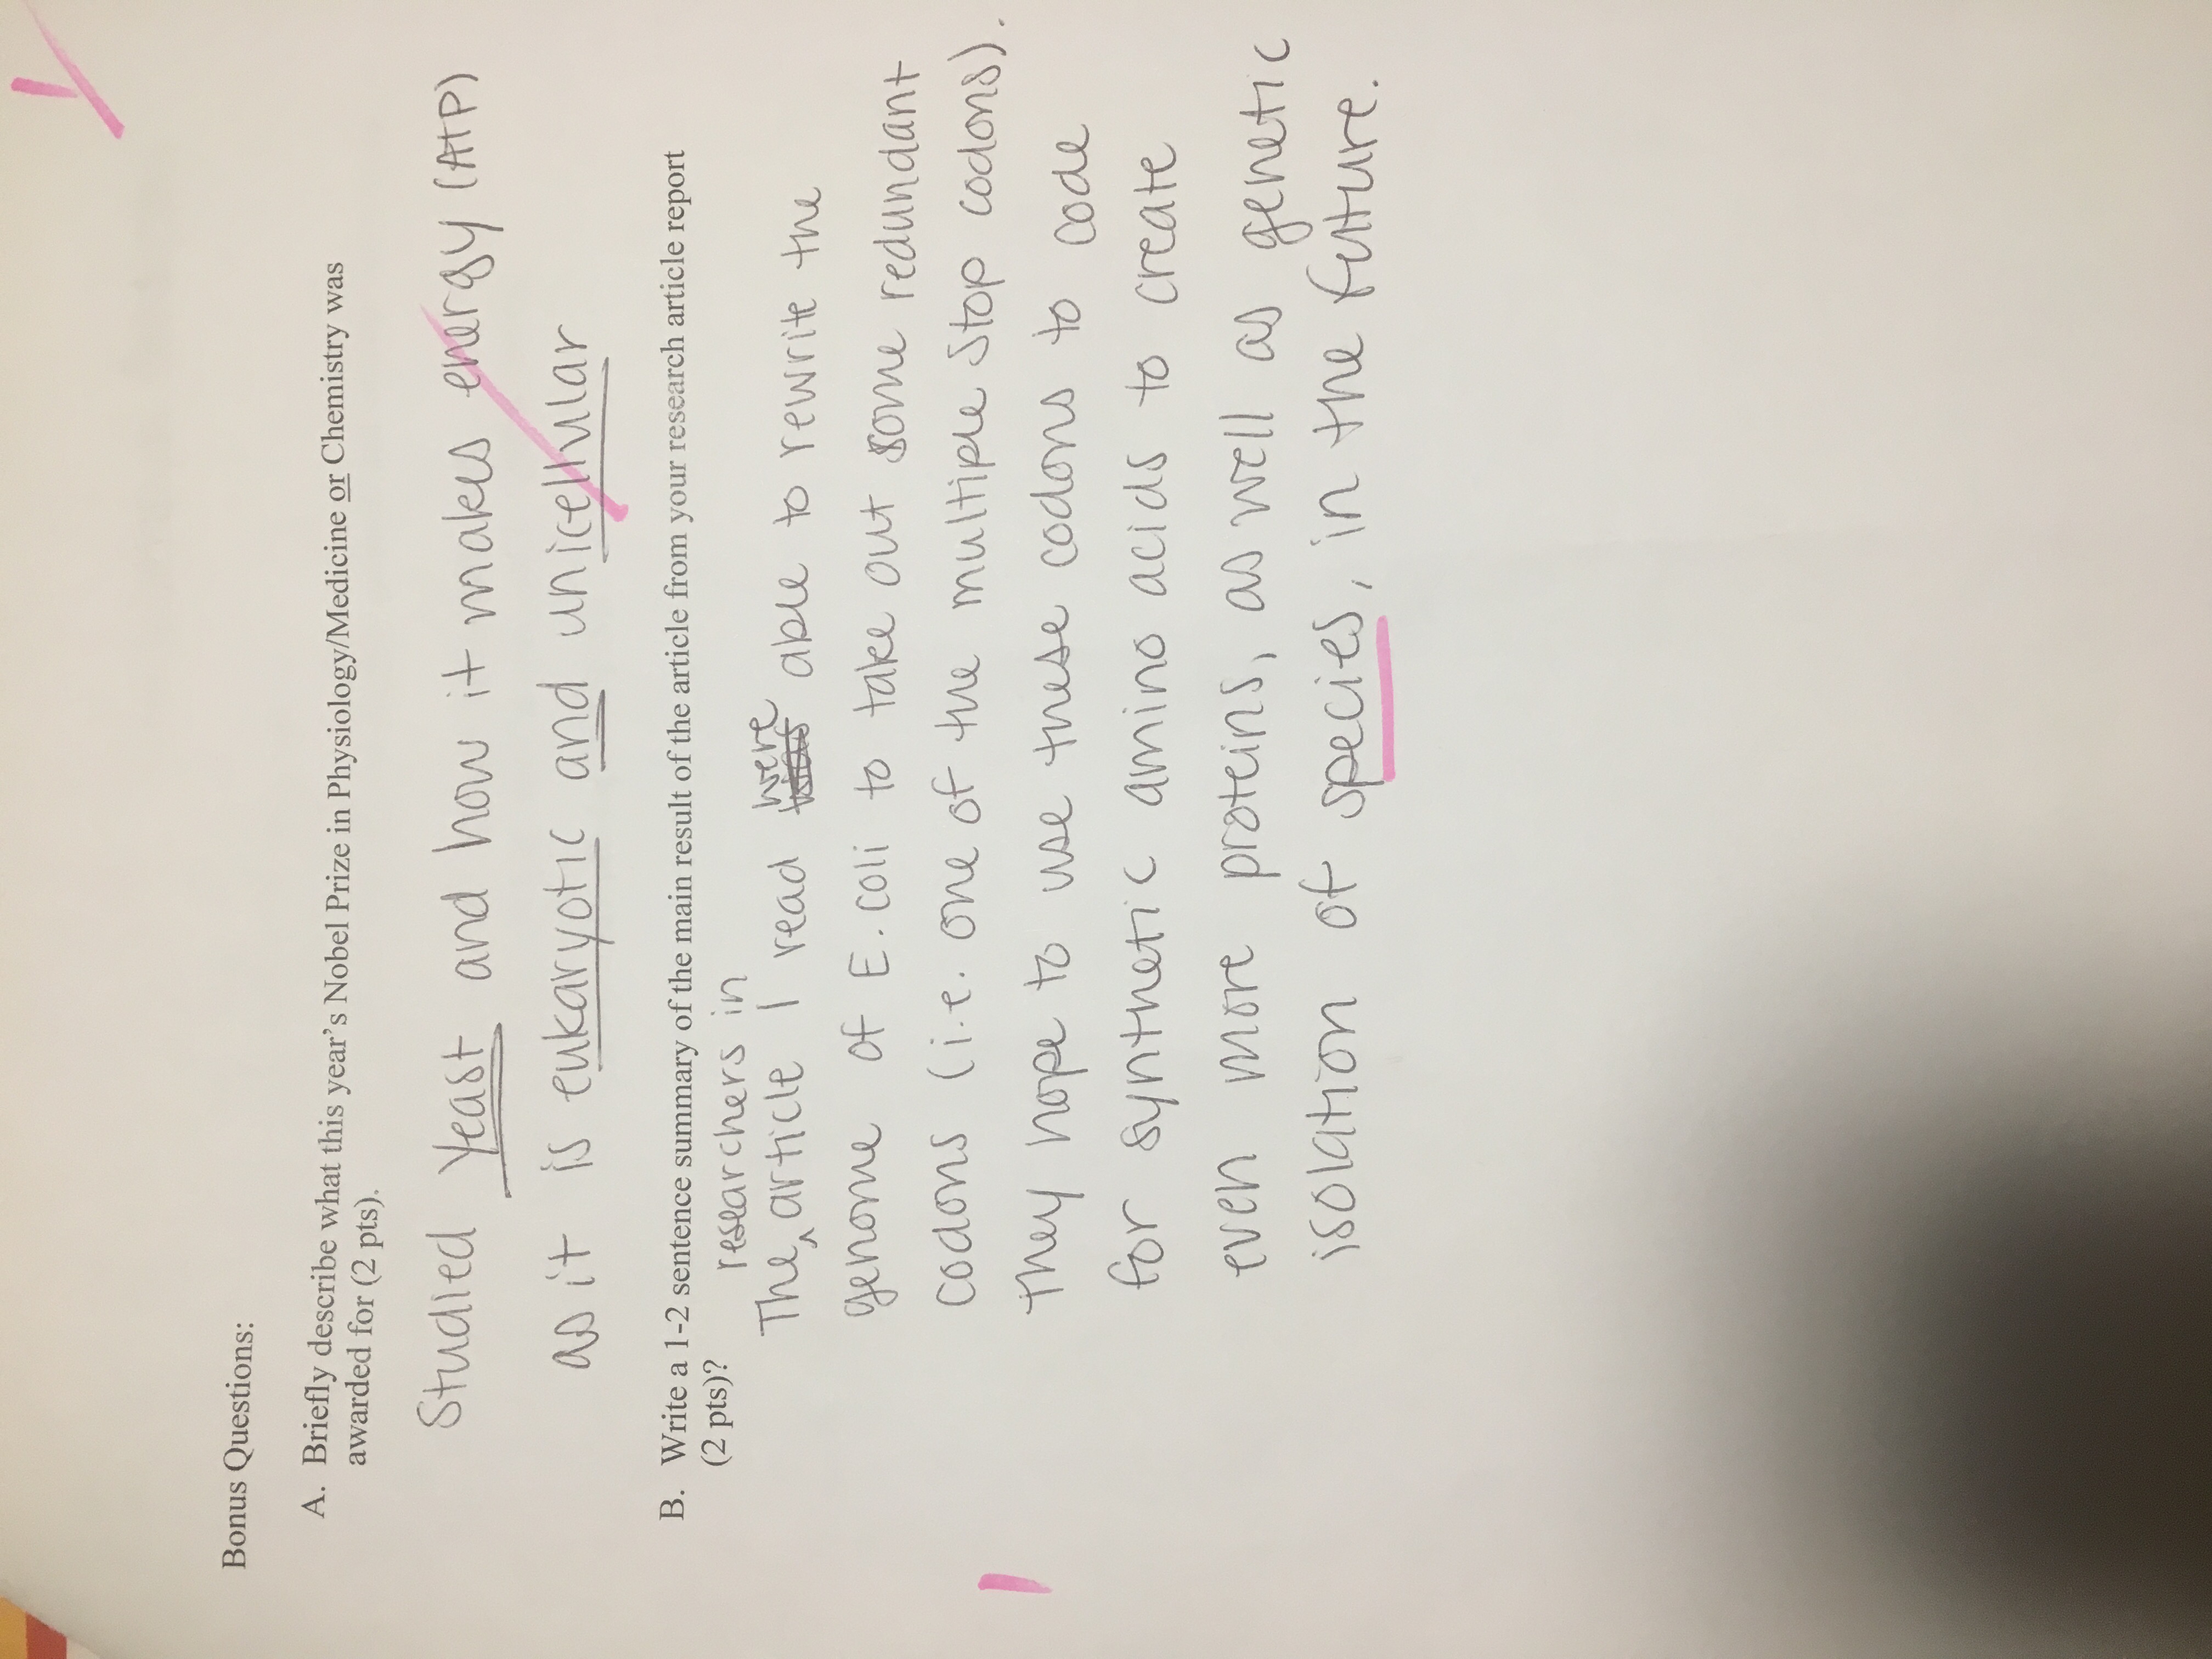 Bonus Questions:
A. Briefly describe what this year's Nobel Prize in Physiology/Medicine or Chemistry was
awarded for (2 pts).
Studied yeast and how it makes energy (ATP)
as it is eukaryotic and unicellular
B. Write a 1-2 sentence summary of the main result of the article from your research article report
(2 pts)?
researchers in
The article I read were able to rewrite the
genome of E. coli to take out some redundant
codons (i.e. one of the multiple stop codons).
They hope to use these codons to code
for synthetic amino acids to create
even more proteins, as well as genetic
isolation of species, in the future.